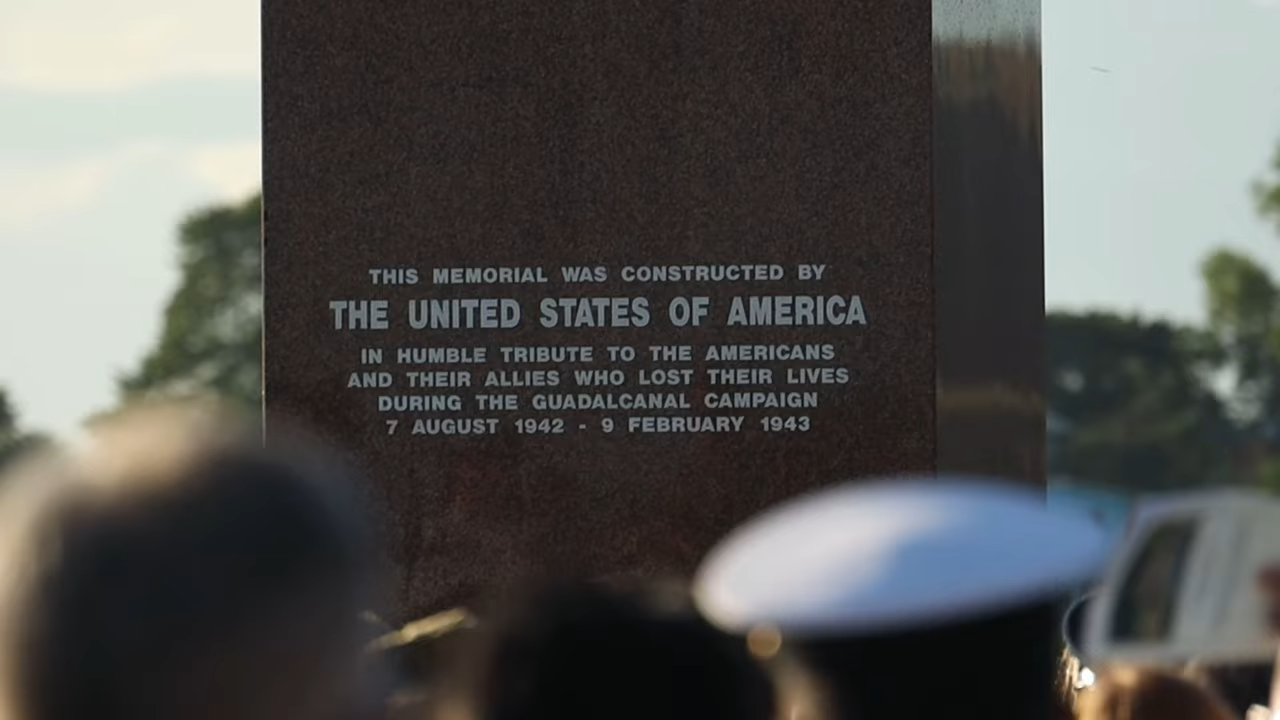 THIS MEMORIAL WAS CONSTRUCTED BY
THE UNITED STATES OF AMERICA
IN HUMBLE TRIBUTE TO THE AMERICANS
AND THEIR ALLIES WHO LOST THEIR LIVES
DURING THE GUADALCANAL CAMPAIGN
7 AUGUST 1942 - 9 FEBRUARY 1943